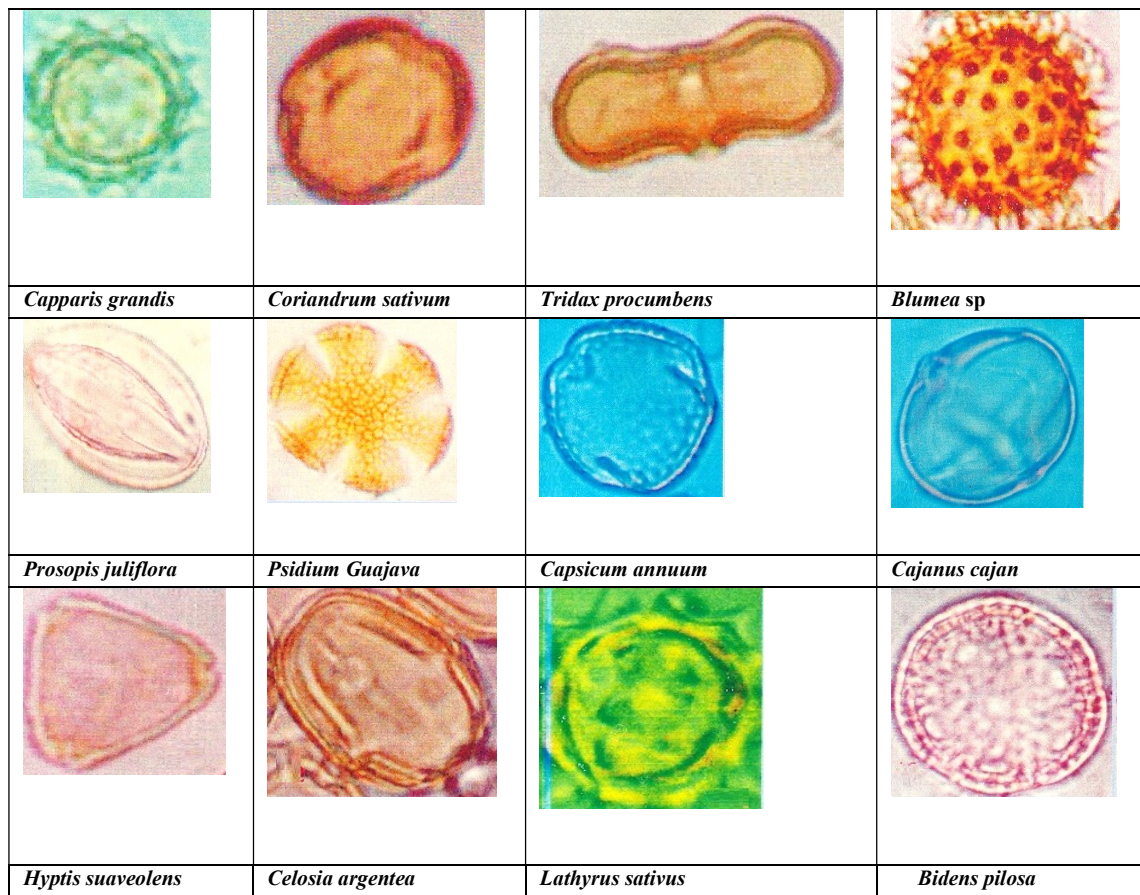 Capparis grandis
Coriandrum sativum
Tridax procumbens
Blumea sp
Prosopis juliflora
Psidium Guajava
Capsicum annuum
Cajanus cajan
Hyptis suaveolens
Celosia argentea
Lathyrus sativus
Bidens pilosa